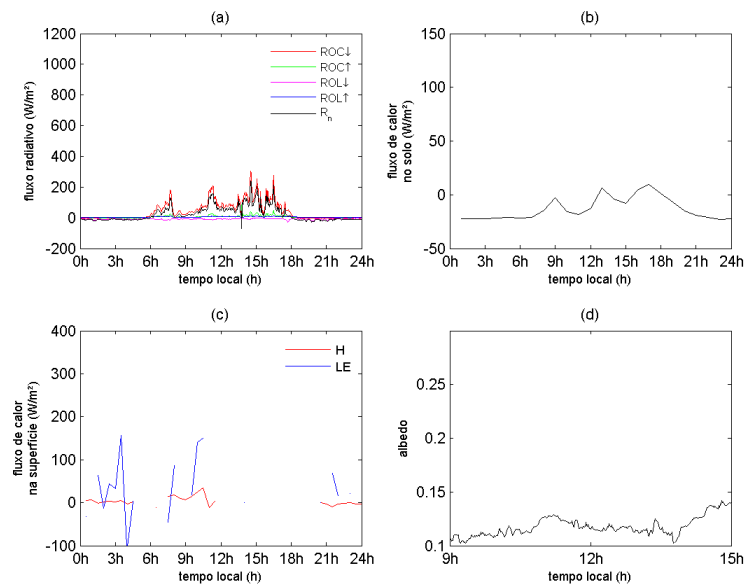 (a)
fluxo radiativo (W/m²)
1200
1000
800
600
400
200
0
-200
0h 3h 6h 9h 12h 15h 18h 21h 24h
tempo local (h)
ROC↓
ROC↑
ROL↓
ROL↑
Rn
(b)
fluxo de calor
no solo (W/m²)
150
100
50
0
-50
0h 3h 6h 9h 12h 15h 18h 21h 24h
tempo local (h)
(c)
fluxo de calor
na superfície (W/m²)
400
300
200
100
0
-100
0h 3h 6h 9h 12h 15h 18h 21h 24h
tempo local (h)
H
LE
(d)
albedo
0.25
0.2
0.15
0.1
9h 12h 15h
tempo local (h)